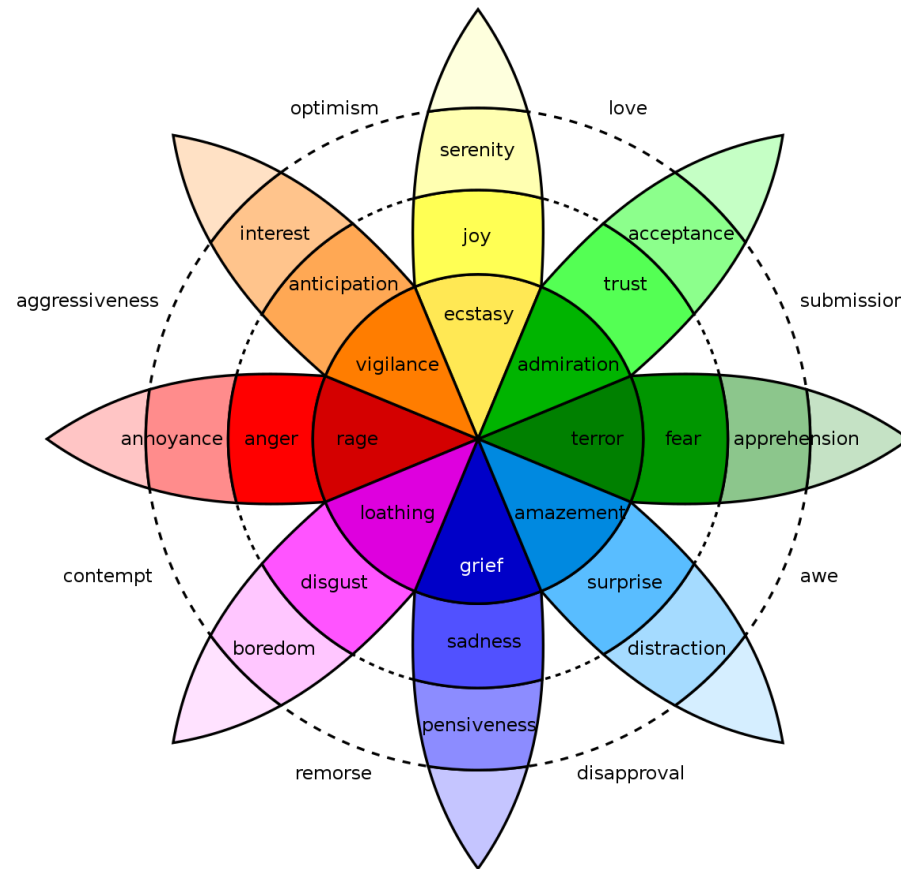 optimism
love
serenity
interest
acceptance
joy
anticipation
trust
aggressiveness
submission
ecstasy
vigilance
admiration
annoyance
anger
rage
terror
fear
apprehension
loathing
amazement
contempt
grief
awe
disgust
surprise
boredom
sadness
distraction
pensiveness
remorse
disapproval